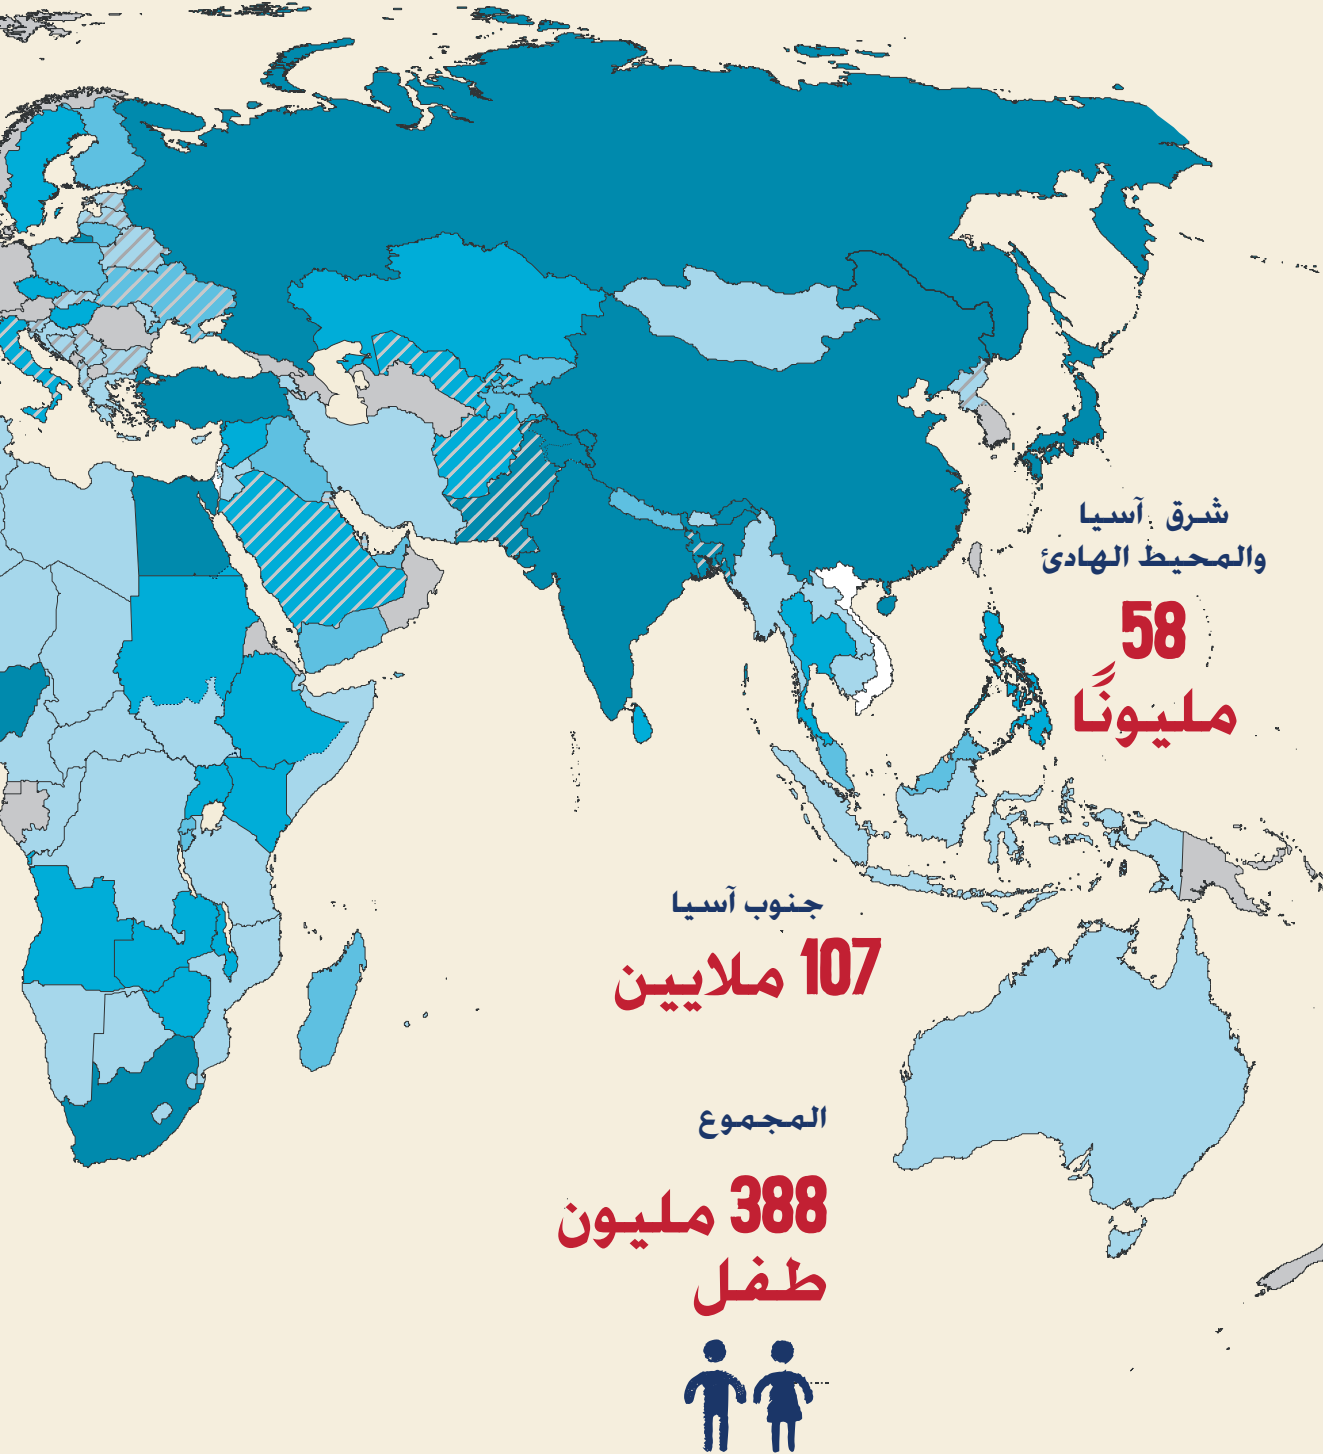 شرق آسيا
والمحيط الهادئ
58
مليونًا
جنوب آسيا
107 ملايين
المجموع
388 مليون
طفل